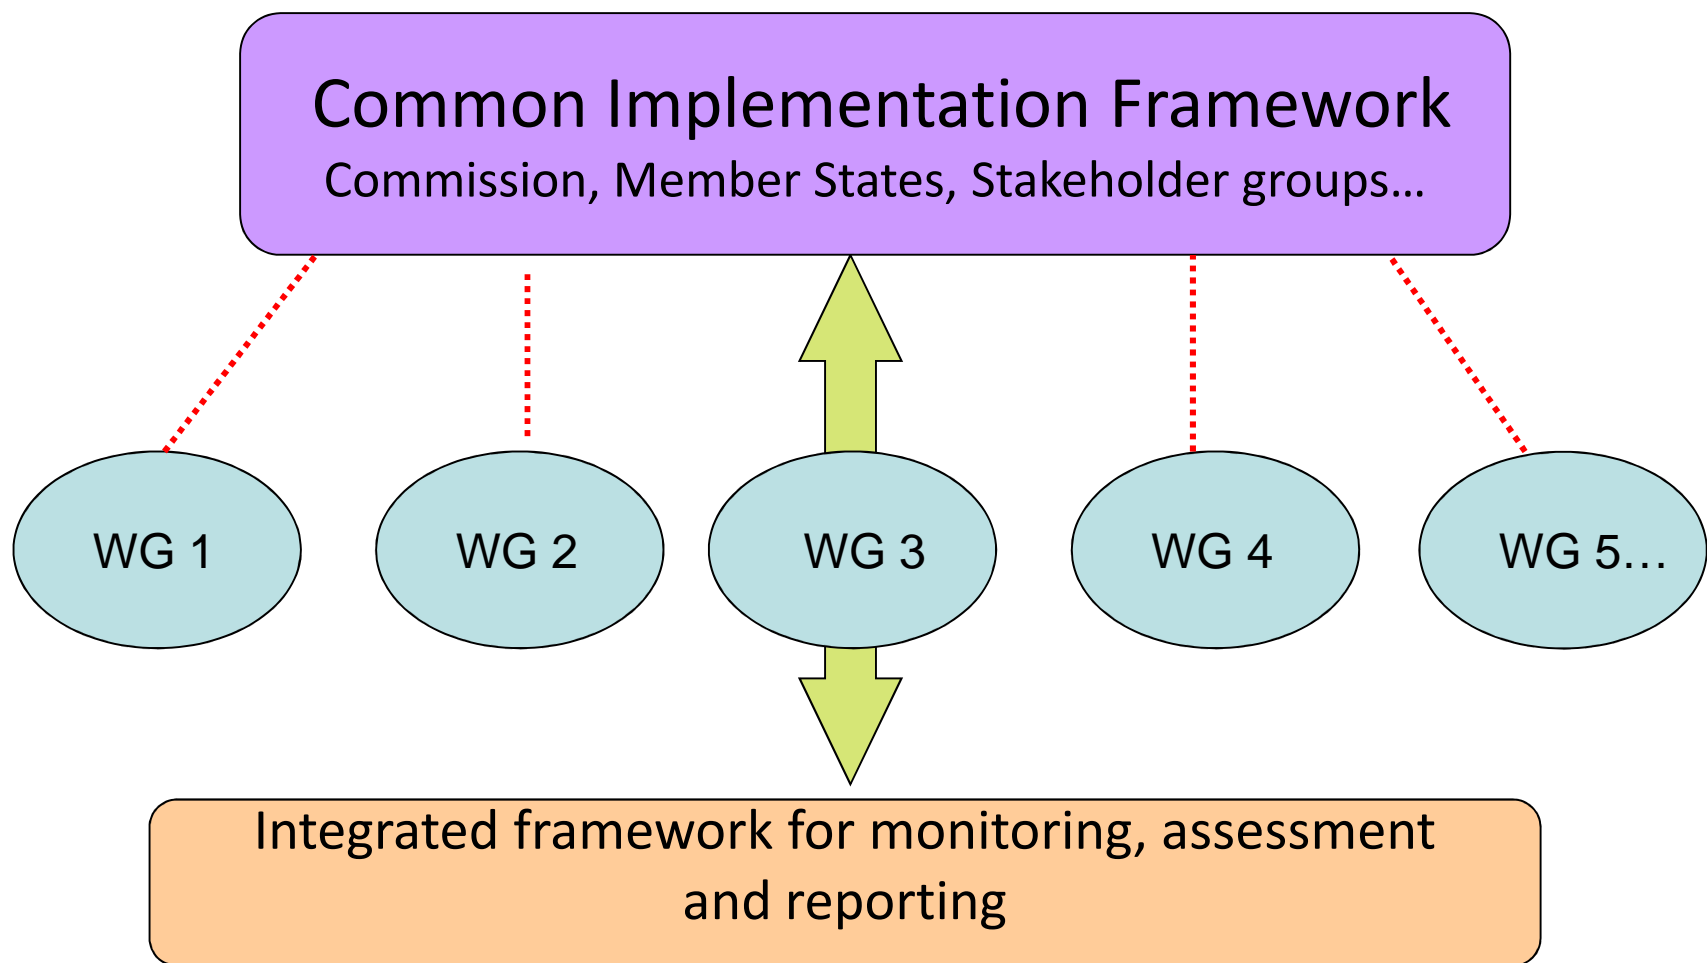 Common Implementation Framework
Commission, Member States, Stakeholder groups…
WG 1
WG 2
WG 3
WG 4
WG 5…
Integrated framework for monitoring, assessment
and reporting